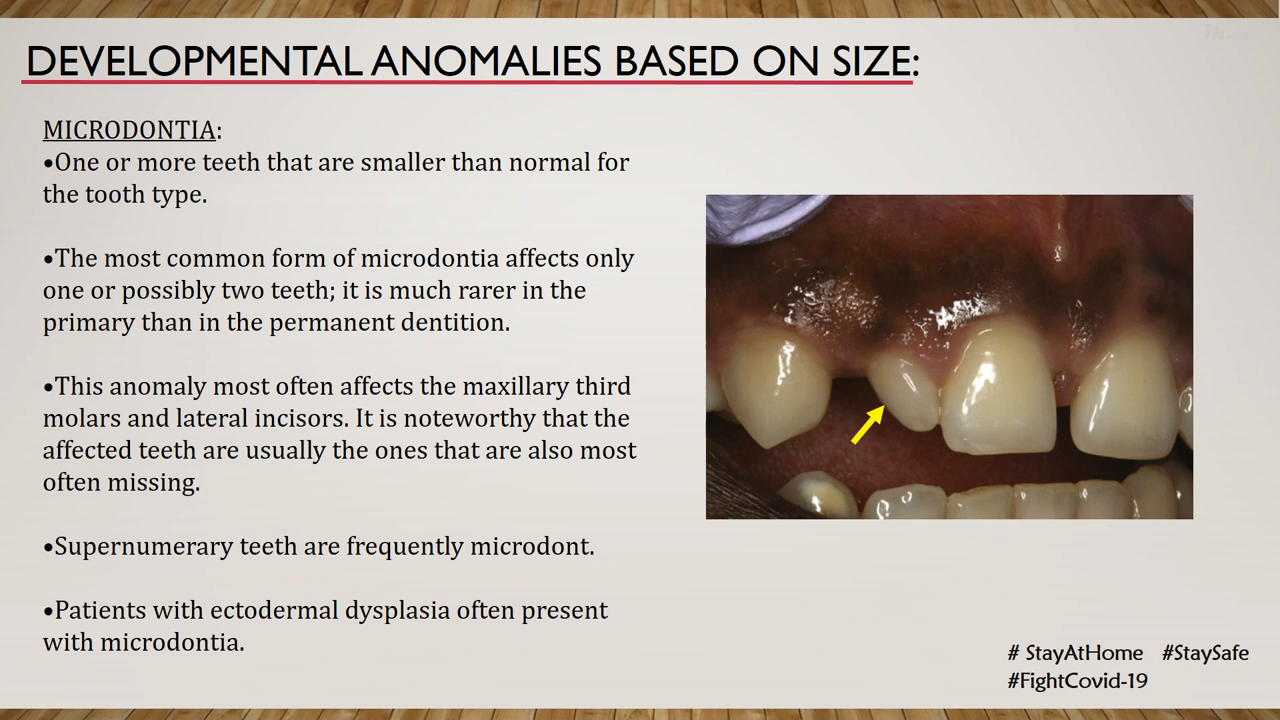 DEVELOPMENTAL ANOMALIES BASED ON SIZE:
MICRODONTIA:
•One or more teeth that are smaller than normal for
the tooth type.
•The most common form of microdontia affects only
one or possibly two teeth; it is much rarer in the
primary than in the permanent dentition.
•This anomaly most often affects the maxillary third
molars and lateral incisors. It is noteworthy that the
affected teeth are usually the ones that are also most
often missing.
•Supernumerary teeth are frequently microdont.
•Patients with ectodermal dysplasia often present
with microdontia.
# StayAtHome #StaySafe
#FightCovid-19